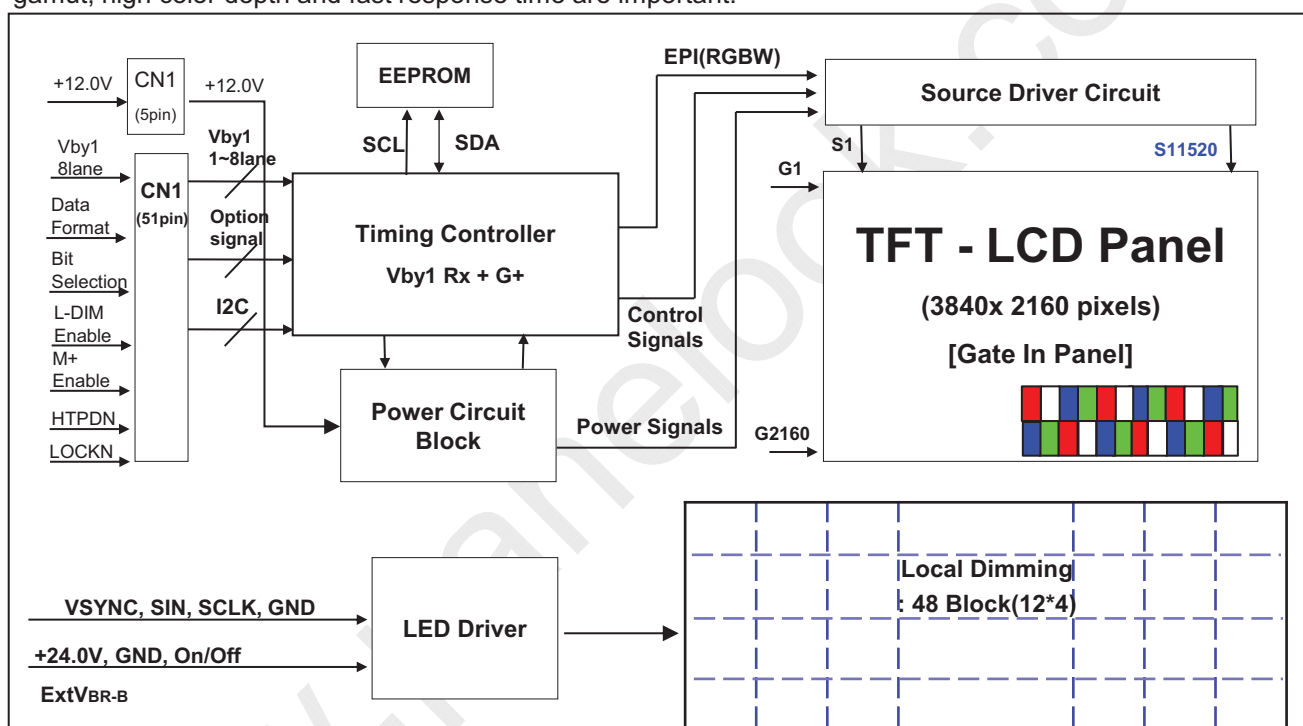 gamut, high color depth and fast response time are important.
+12.0V
CN1
(5pin)
+12.0V
EEPROM
SCL
SDA
EPI(RGBW)
Source Driver Circuit
S1
S11520
Vby1
8lane
Data
Format
Bit
Selection
L-DIM
Enable
M+
Enable
HTPDN
LOCKN
CN1
(51pin)
Vby1
1~8lane
Option
signal
I2C
Timing Controller
Vby1 Rx + G+
Control
Signals
Power Circuit
Block
Power Signals
G1
G2160
TFT - LCD Panel
(3840x 2160 pixels)
[Gate In Panel]
VSYNC, SIN, SCLK, GND
+24.0V, GND, On/Off
ExtVBR-B
LED Driver
Local Dimming
: 48 Block(12*4)